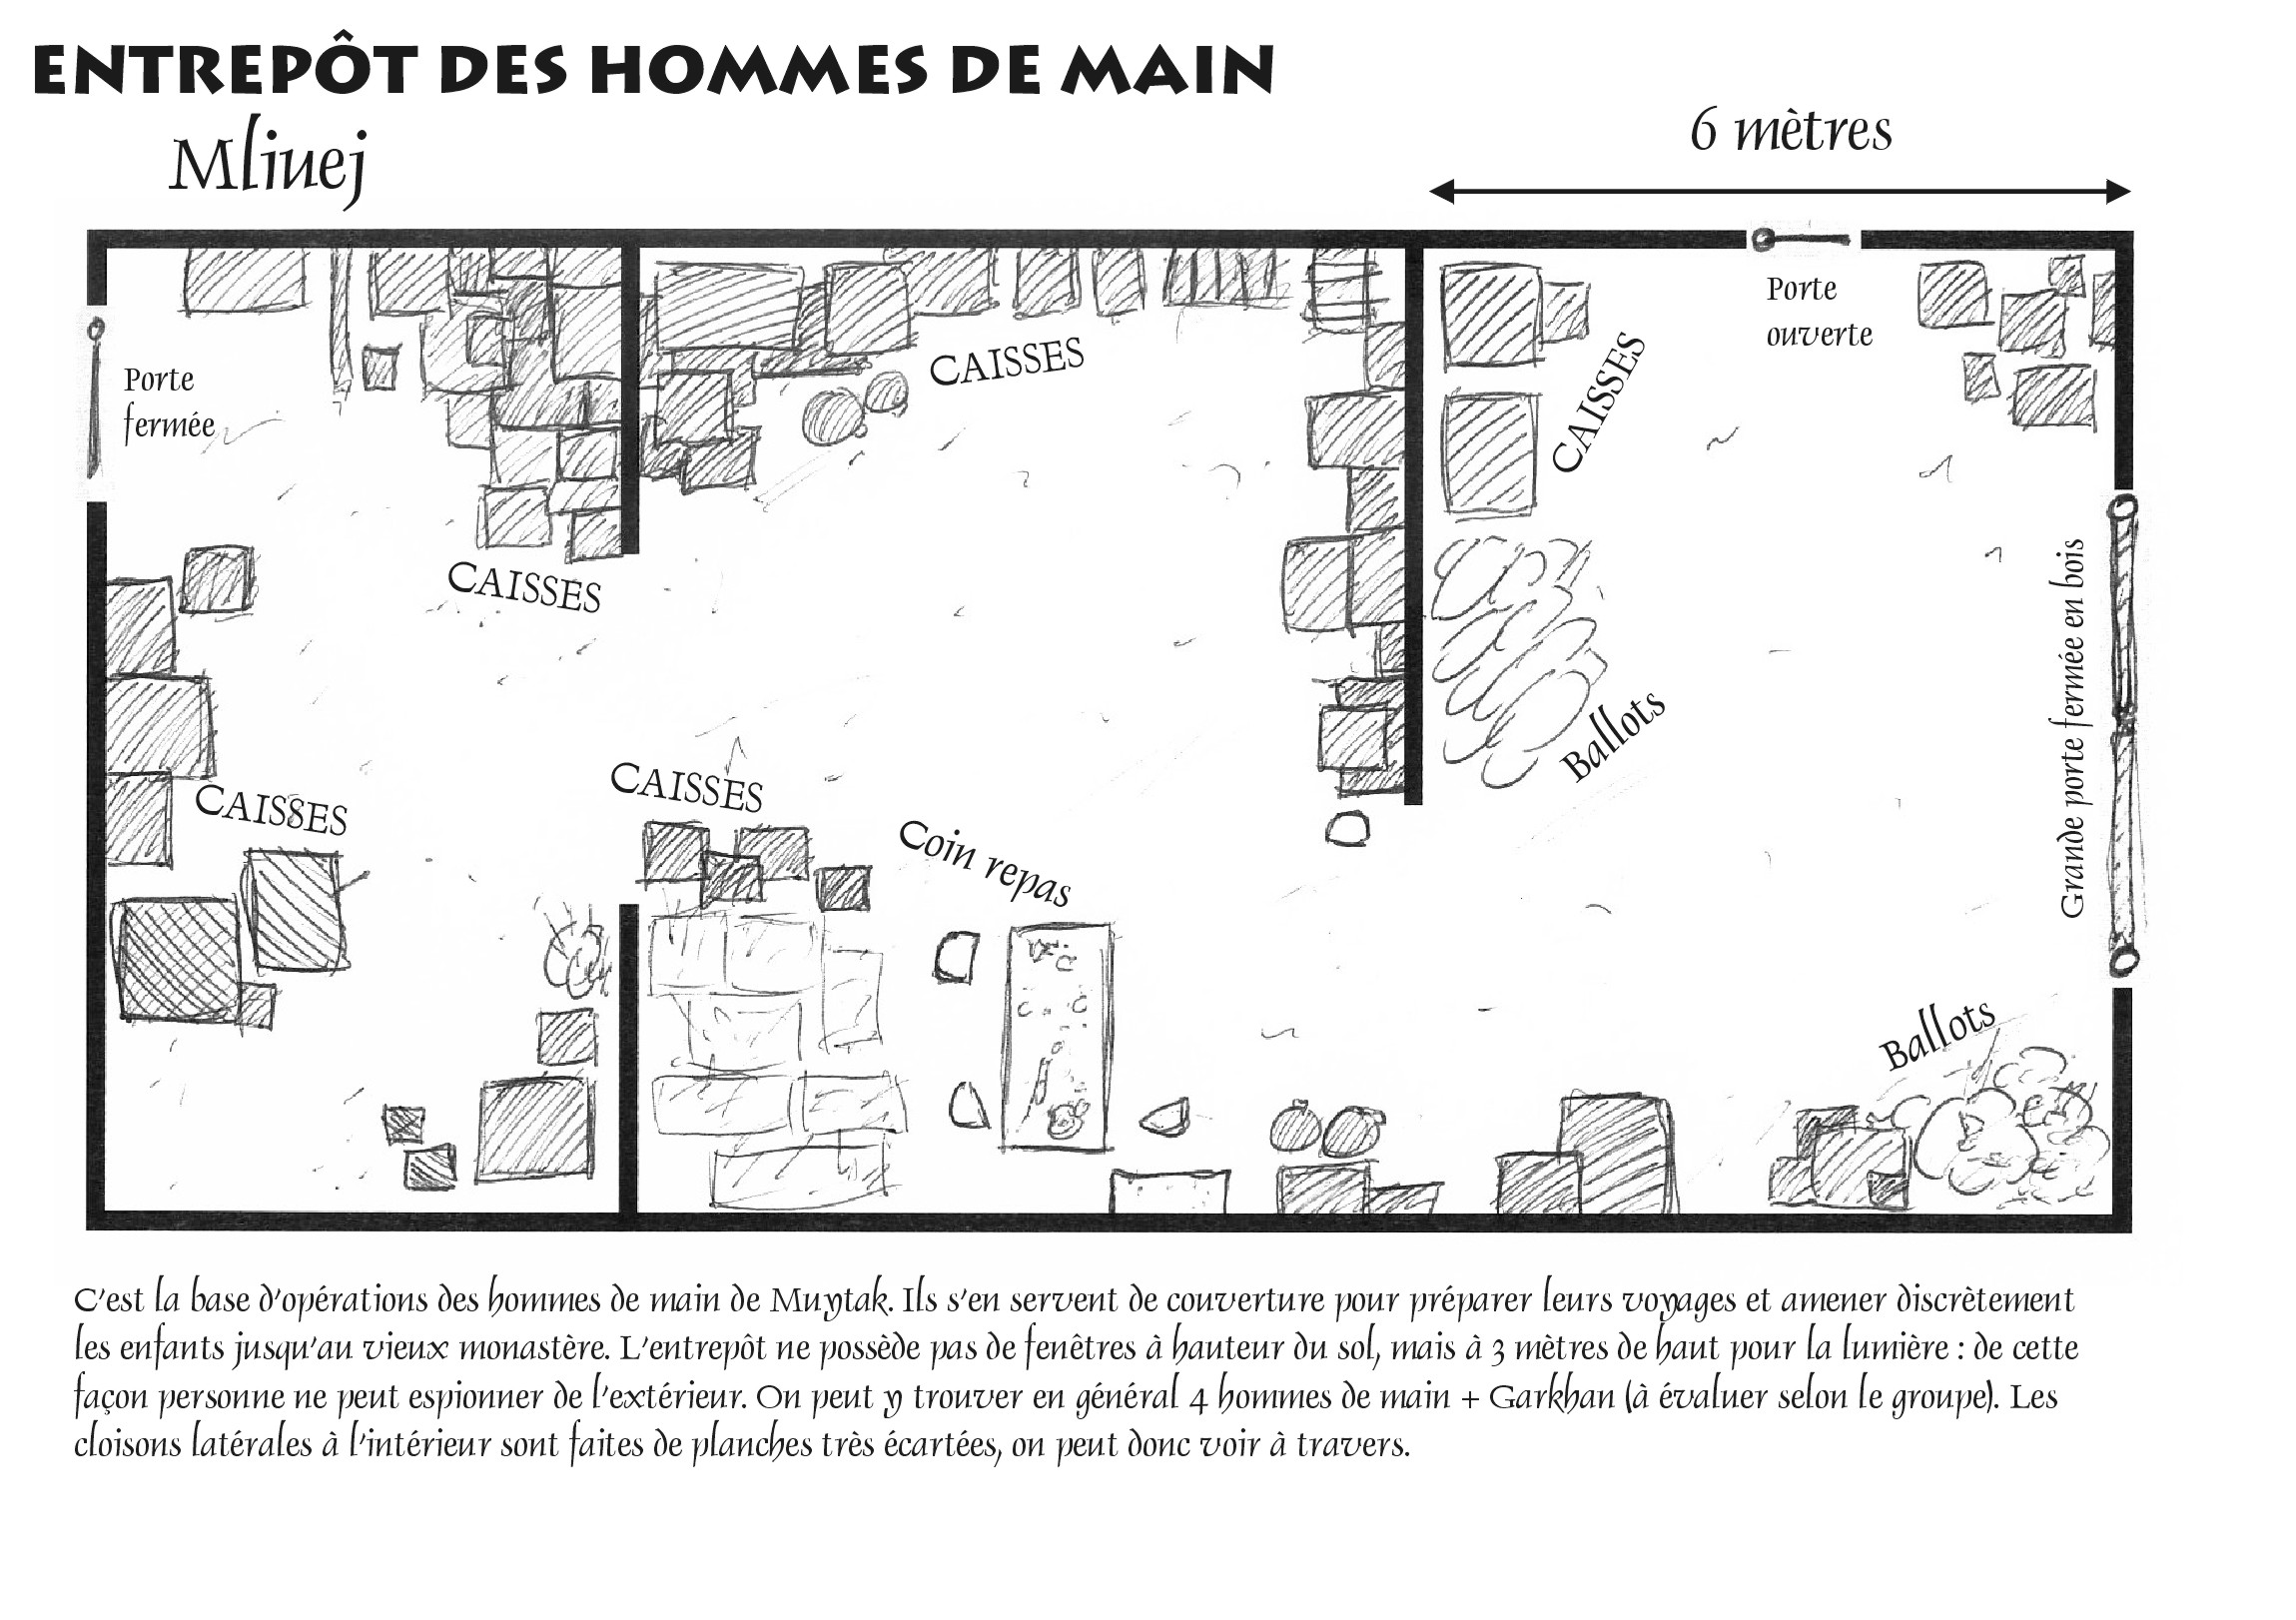 ENTREPÔT DES HOMMES DE MAIN
Mliuej
6 mètres
Porte
fermée
CAISSES
CAISSES
Porte
ouverte
CAISSES
CAISSES
CAISSES
Coin repas
Ballots
Grande porte fermée en bois
Ballots
C'est la base d'opérations des hommes de main de Muytak. Ils s'en servent de couverture pour préparer leurs voyages et amener discrètement
les enfants jusqu'au vieux monastère. L'entrepôt ne possède pas de fenêtres à hauteur du sol, mais à 3 mètres de haut pour la lumière : de cette
façon personne ne peut espionner de l'extérieur. On peut y trouver en général 4 hommes de main + Garkhan (à évaluer selon le groupe). Les
cloisons latérales à l'intérieur sont faites de planches très écartées, on peut donc voir à travers.